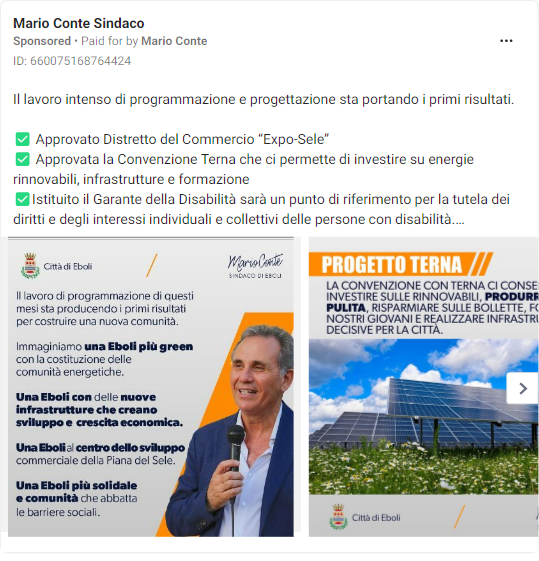 Mario Conte Sindaco
Sponsored • Paid for by Mario Conte
ID: 660075168764424
Il lavoro intenso di programmazione e progettazione sta portando i primi risultati.
✅ Approvato Distretto del Commercio “Expo-Sele”
✅ Approvata la Convenzione Terna che ci permette di investire su energie
rinnovabili, infrastrutture e formazione
✅Istituito il Garante della Disabilità sarà un punto di riferimento per la tutela dei
diritti e degli interessi individuali e collettivi delle persone con disabilità....
Città di Eboli
Mario Conte
SINDACO DI EBOLI
Il lavoro di programmazione di questi
mesi sta producendo i primi risultati
per costruire una nuova comunità.
Immaginiamo una Eboli più green
con la costituzione delle
comunità energetiche.
Una Eboli con delle nuove
infrastrutture che creano
sviluppo e crescita economica.
Una Eboli al centro dello sviluppo
commerciale della Piana del Sele.
Una Eboli più solidale
e comunità che abbatta
le barriere sociali.
PROGETTO TERNA
LA CONVENZIONE CON TERNA CI CONSE
INVESTIRE SULLE RINNOVABILI, PRODURR
PULITA, RISPARMIARE SULLE BOLLETTE, FO
NOSTRI GIOVANI E REALIZZARE INFRASTRU
DECISIVE PER LA CITTÀ.
Città di Eboli